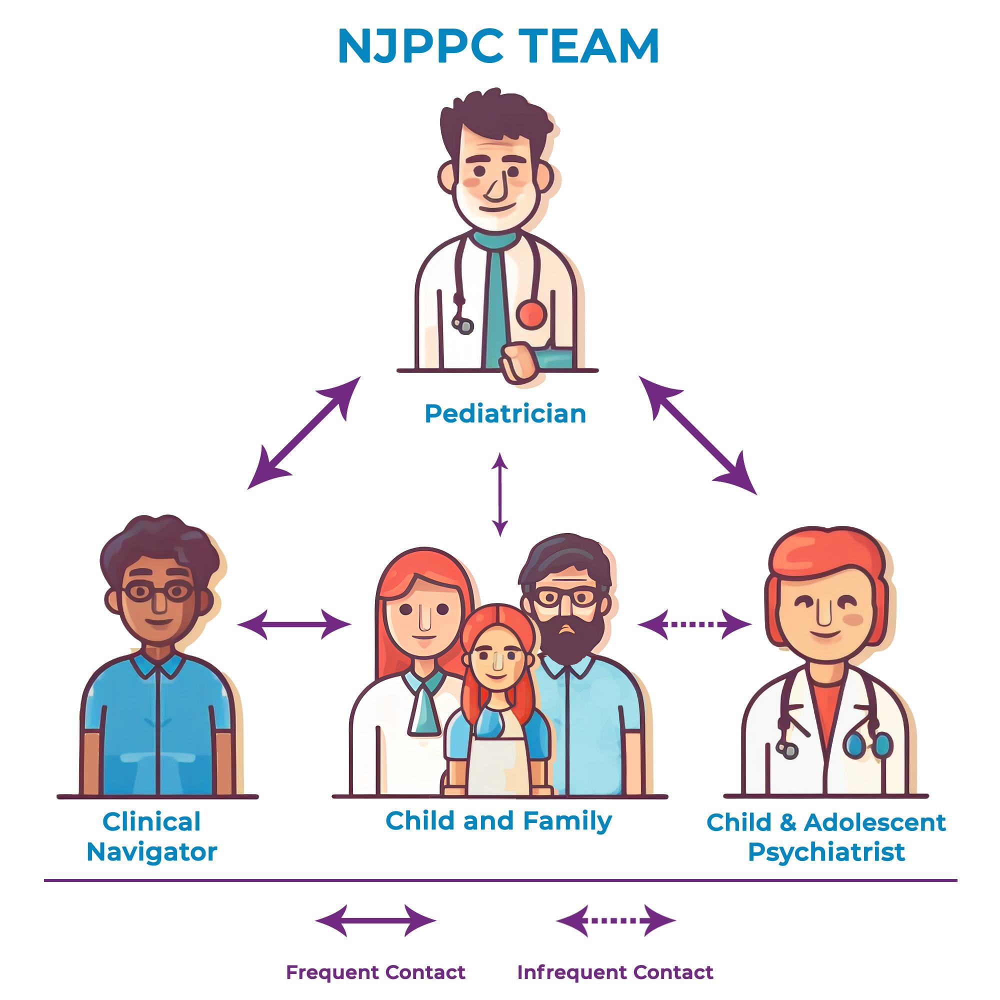 NJPPC TEAM
Pediatrician
Clinical
Navigator
Child and Family
Child & Adolescent
Psychiatrist
Frequent Contact
Infrequent Contact